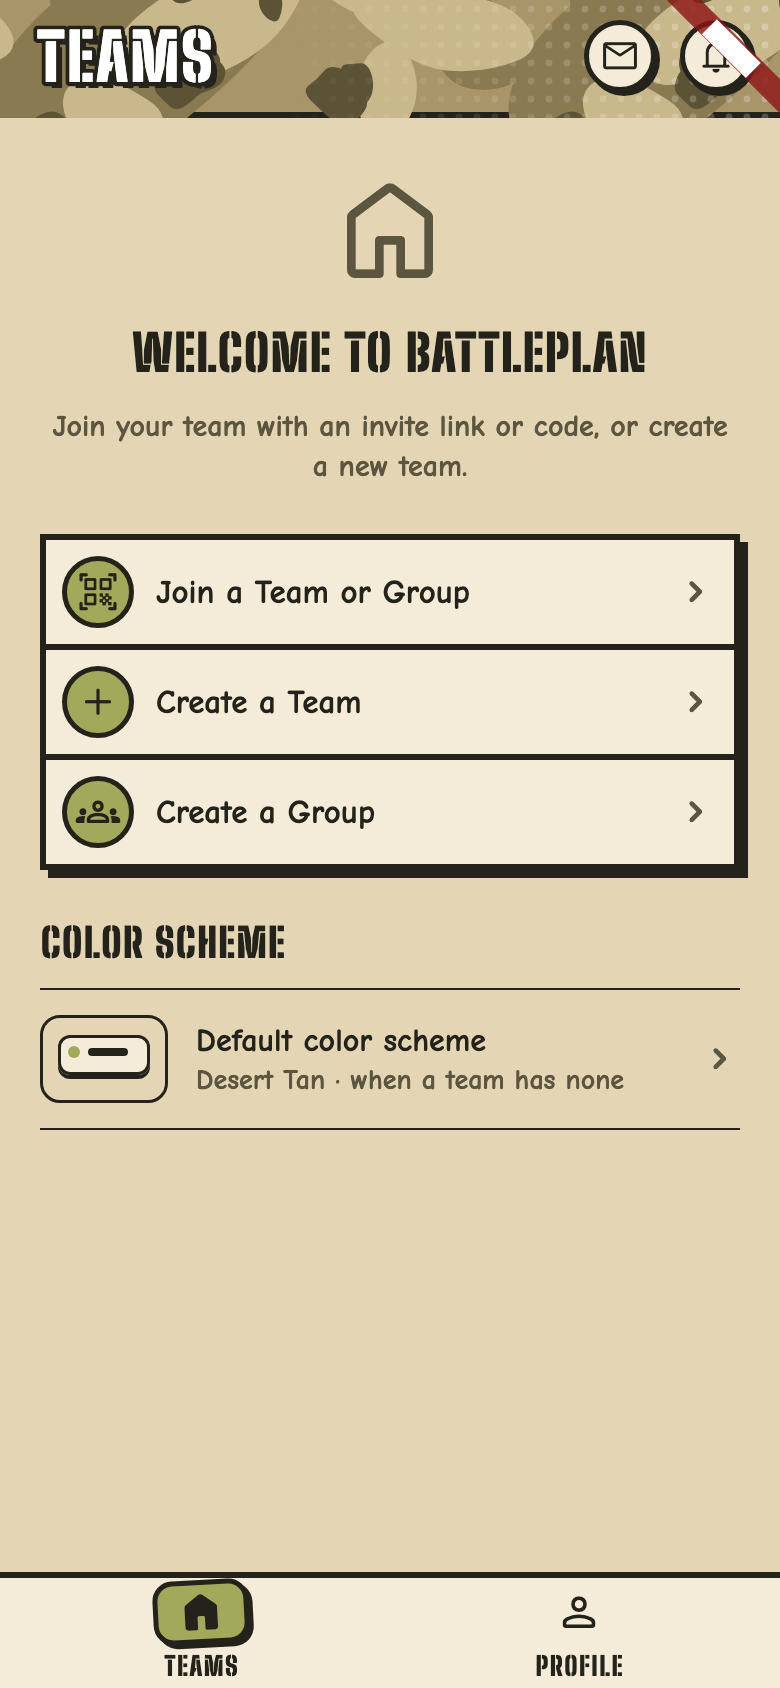 TEAMS
WELCOME TO BATTLEPLAN
Join your team with an invite link or code, or create
a new team.
Join a Team or Group
Create a Team
Create a Group
COLOR SCHEME
Default color scheme
Desert Tan · when a team has none
TEAMS
PROFILE